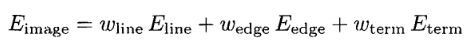 E_image = w_line E_line + w_edge E_edge + w_term E_term